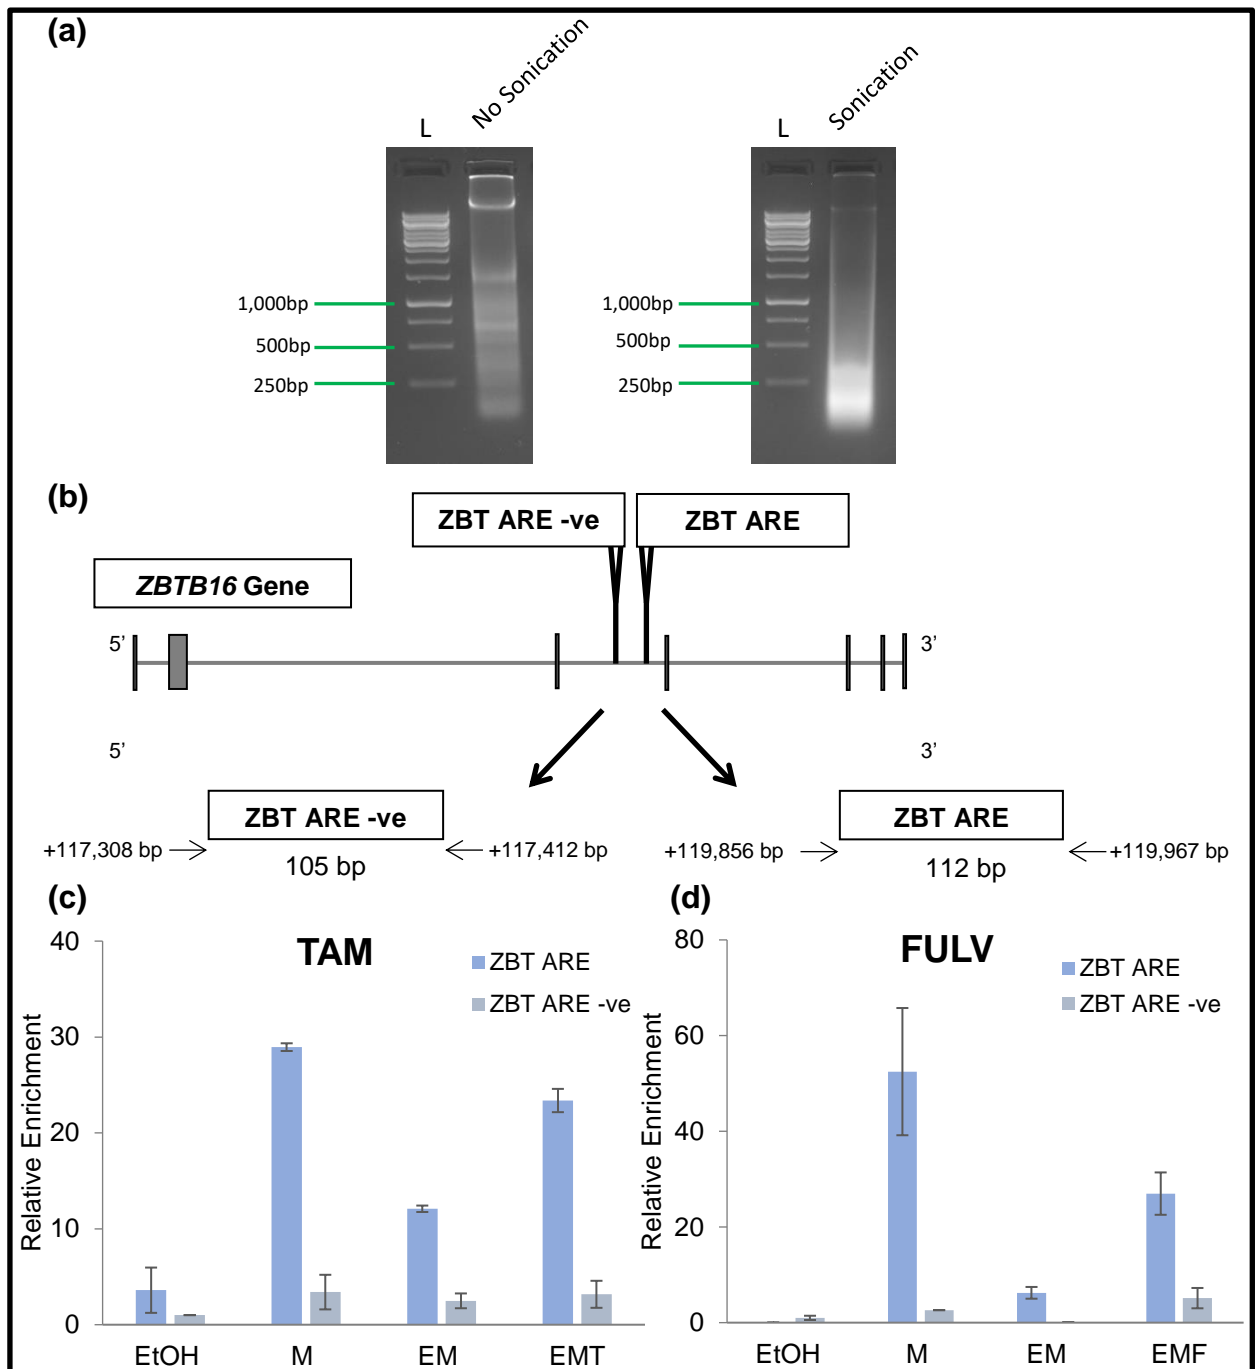 (a)
L No Sonication
L Sonication
1,000bp
500bp
250bp
1,000bp
500bp
250bp
(b)
ZBT ARE -ve
ZBT ARE
ZBTB16 Gene
5’ 3’
5’ 3’
ZBT ARE -ve
ZBT ARE
+117,308 bp +117,412 bp +119,856 bp +119,967 bp
105 bp
112 bp
(c)
TAM
ZBT ARE
ZBT ARE -ve
Relative Enrichment
40
30
20
10
0
EtOH M EM EMT
(d)
FULV
ZBT ARE
ZBT ARE -ve
Relative Enrichment
80
60
40
20
0
EtOH M EM EMF